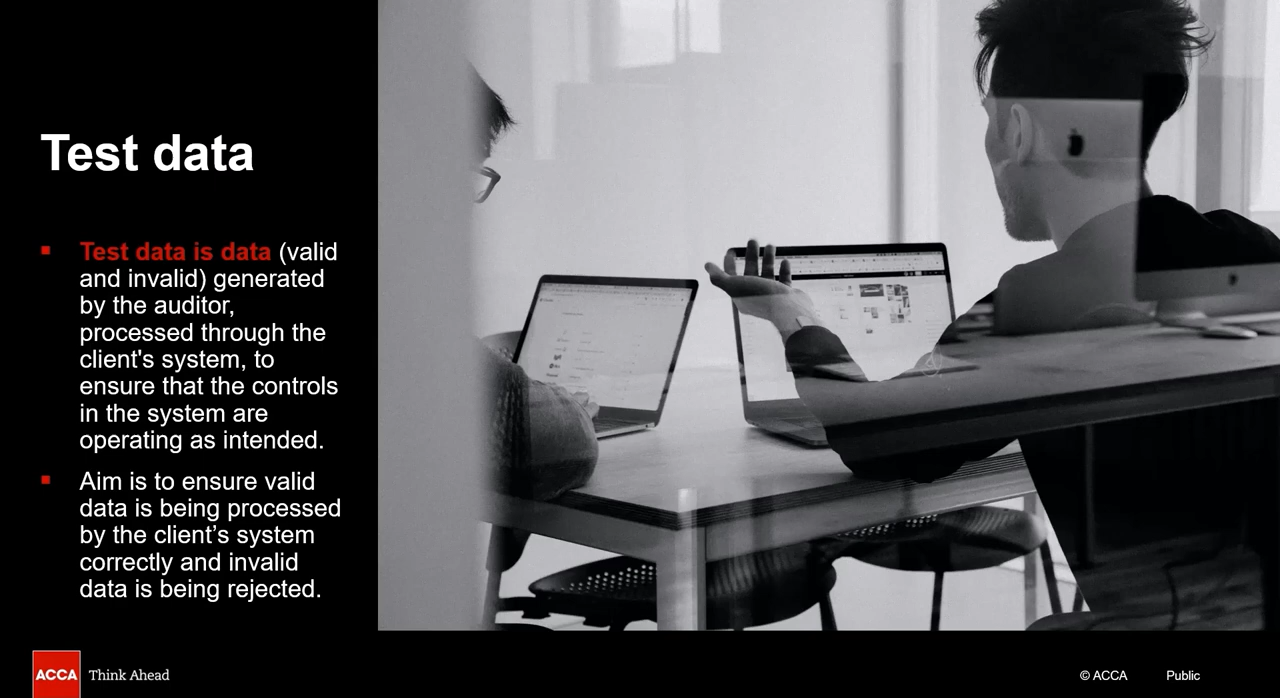 Test data
Test data is data (valid
and invalid) generated
by the auditor,
processed through the
client's system, to
ensure that the controls
in the system are
operating as intended.
Aim is to ensure valid
data is being processed
by the client’s system
correctly and invalid
data is being rejected.
ACCA Think Ahead
© ACCA Public